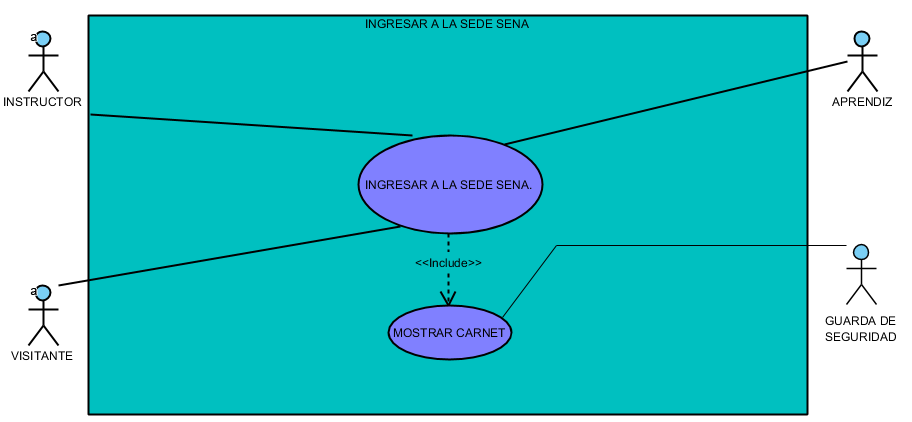 INGRESAR A LA SEDE SENA
a
INSTRUCTOR
APRENDIZ
INGRESAR A LA SEDE SENA.
<<Include>>
a
VISITANTE
MOSTRAR CARNET
GUARDA DE
SEGURIDAD